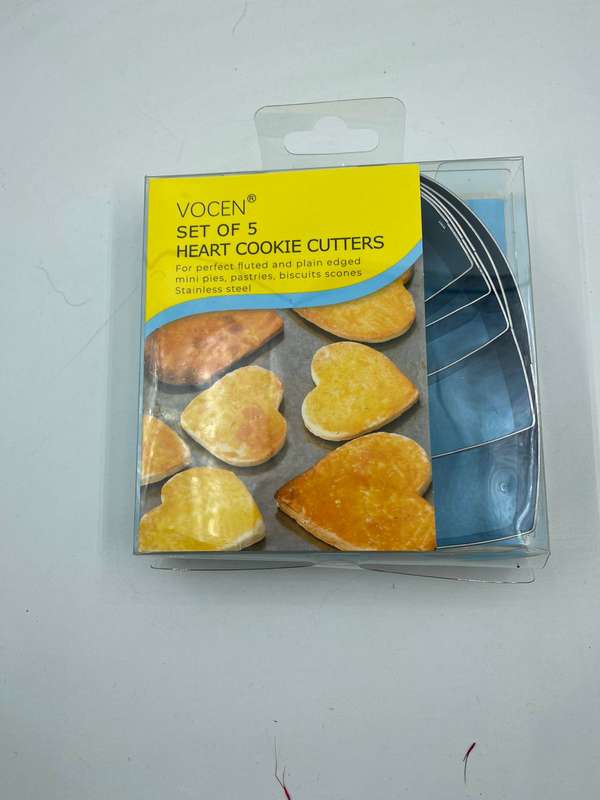 VOCEN®
SET OF 5
HEART COOKIE CUTTERS
For perfect fluted and plain edged
mini pies, pastries, biscuits scones
Stainless steel